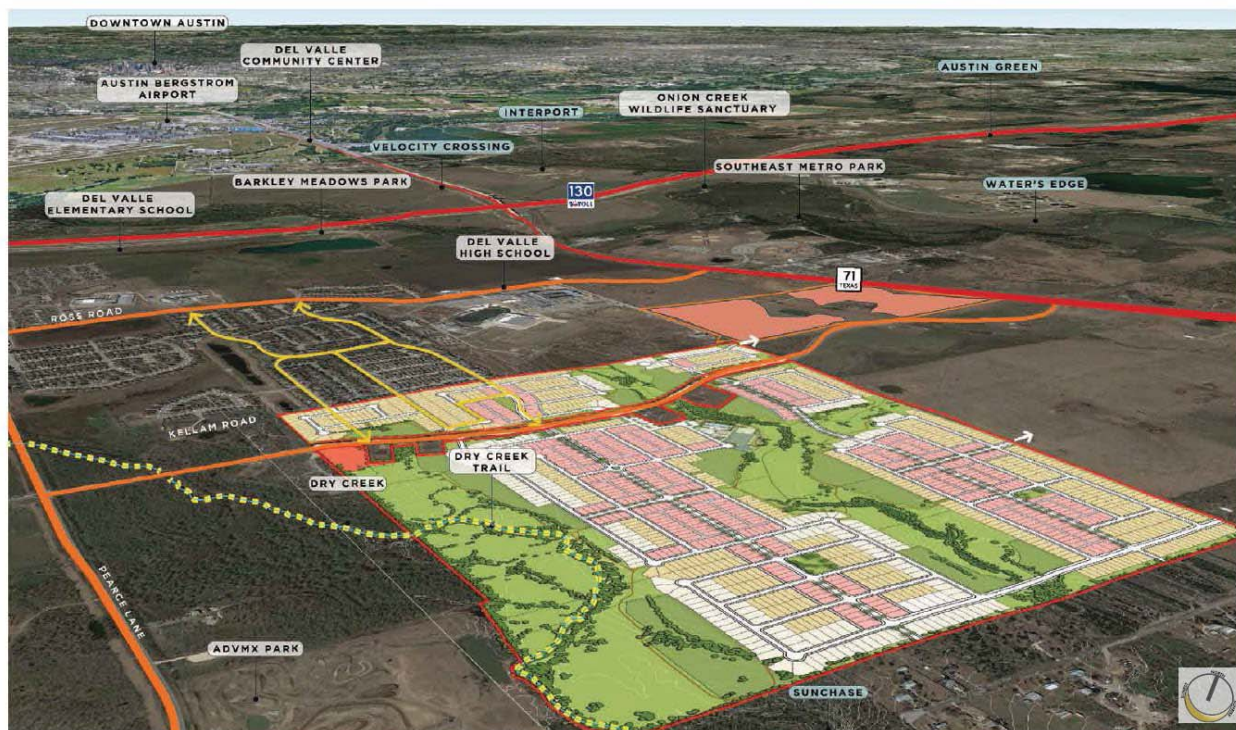 DOWNTOWN AUSTIN
DEL VALLE
COMMUNITY CENTER
AUSTIN BERGSTROM
AIRPORT
AUSTIN GREEN
ONION CREEK
WILDLIFE SANCTUARY
INTERPORT
VELOCITY CROSSING
SOUTHEAST METRO PARK
BARKLEY MEADOWS PARK
130
TOLL
WATER'S EDGE
DEL VALLE
ELEMENTARY SCHOOL
DEL VALLE
HIGH SCHOOL
71
TEXAS
ROSS ROAD
KELLAM ROAD
DRY CREEK
TRAIL
DRY CREEK
PEARCE LANE
ADVMX PARK
SUNCHASE
NORTH